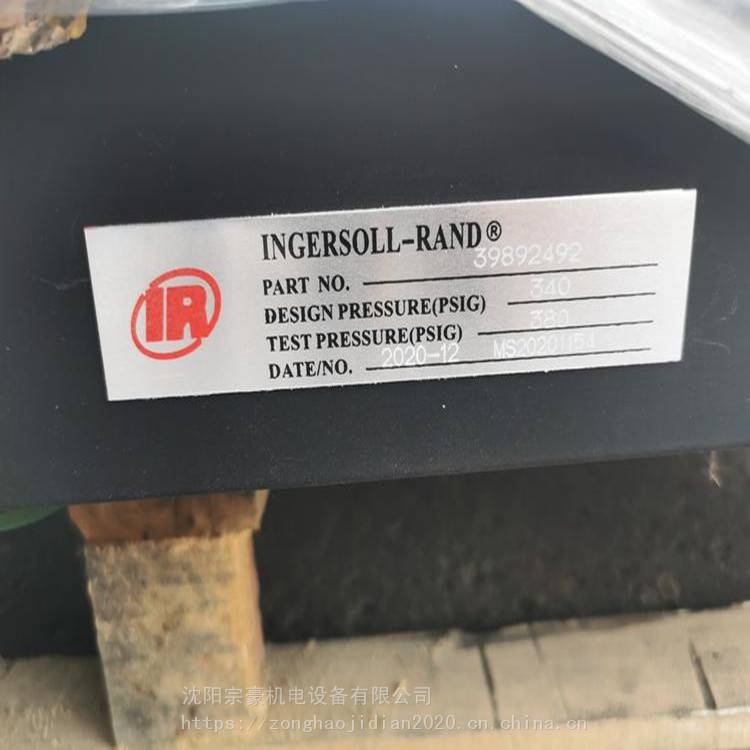 IR
INGERSOLL-RAND®
PART NO. 39892492
DESIGN PRESSURE(PSIG) 340
TEST PRESSURE(PSIG) 380
DATE/NO. 2020-12 MS20201154
沈阳宗豪机电设备有限公司
https://zonghaojidian2020.cn.china.cn